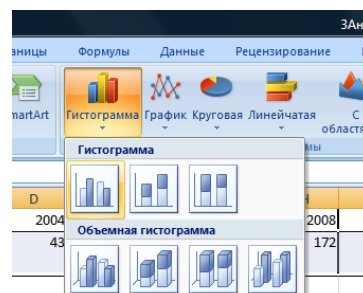 3Ан
аницы Формулы Данные Рецензирование
martArt Гистограмма График Круговая Линейчатая С
областя
мы
Гистограмма
D
2004 2008
Объемная гистограмма
43 172